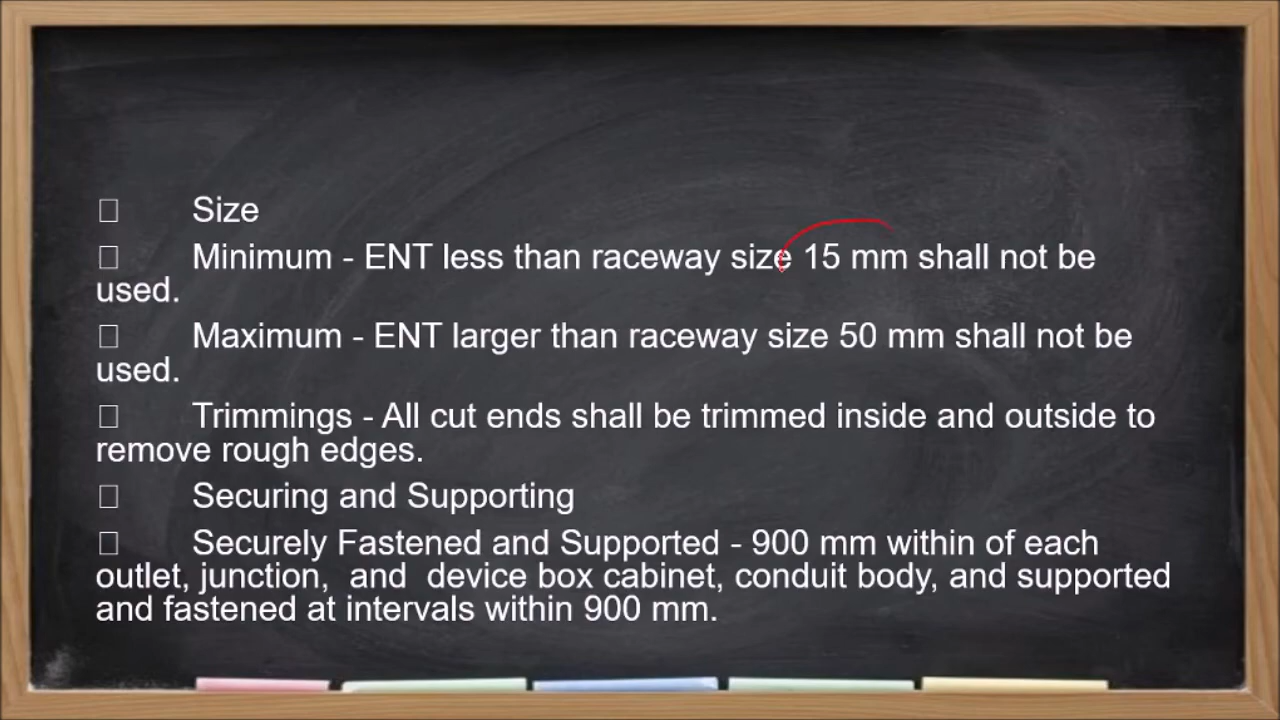 Size
Minimum - ENT less than raceway size 15 mm shall not be
used.
Maximum - ENT larger than raceway size 50 mm shall not be
used.
Trimmings - All cut ends shall be trimmed inside and outside to
remove rough edges.
Securing and Supporting
Securely Fastened and Supported - 900 mm within of each
outlet, junction,  and  device box cabinet, conduit body, and supported
and fastened at intervals within 900 mm.